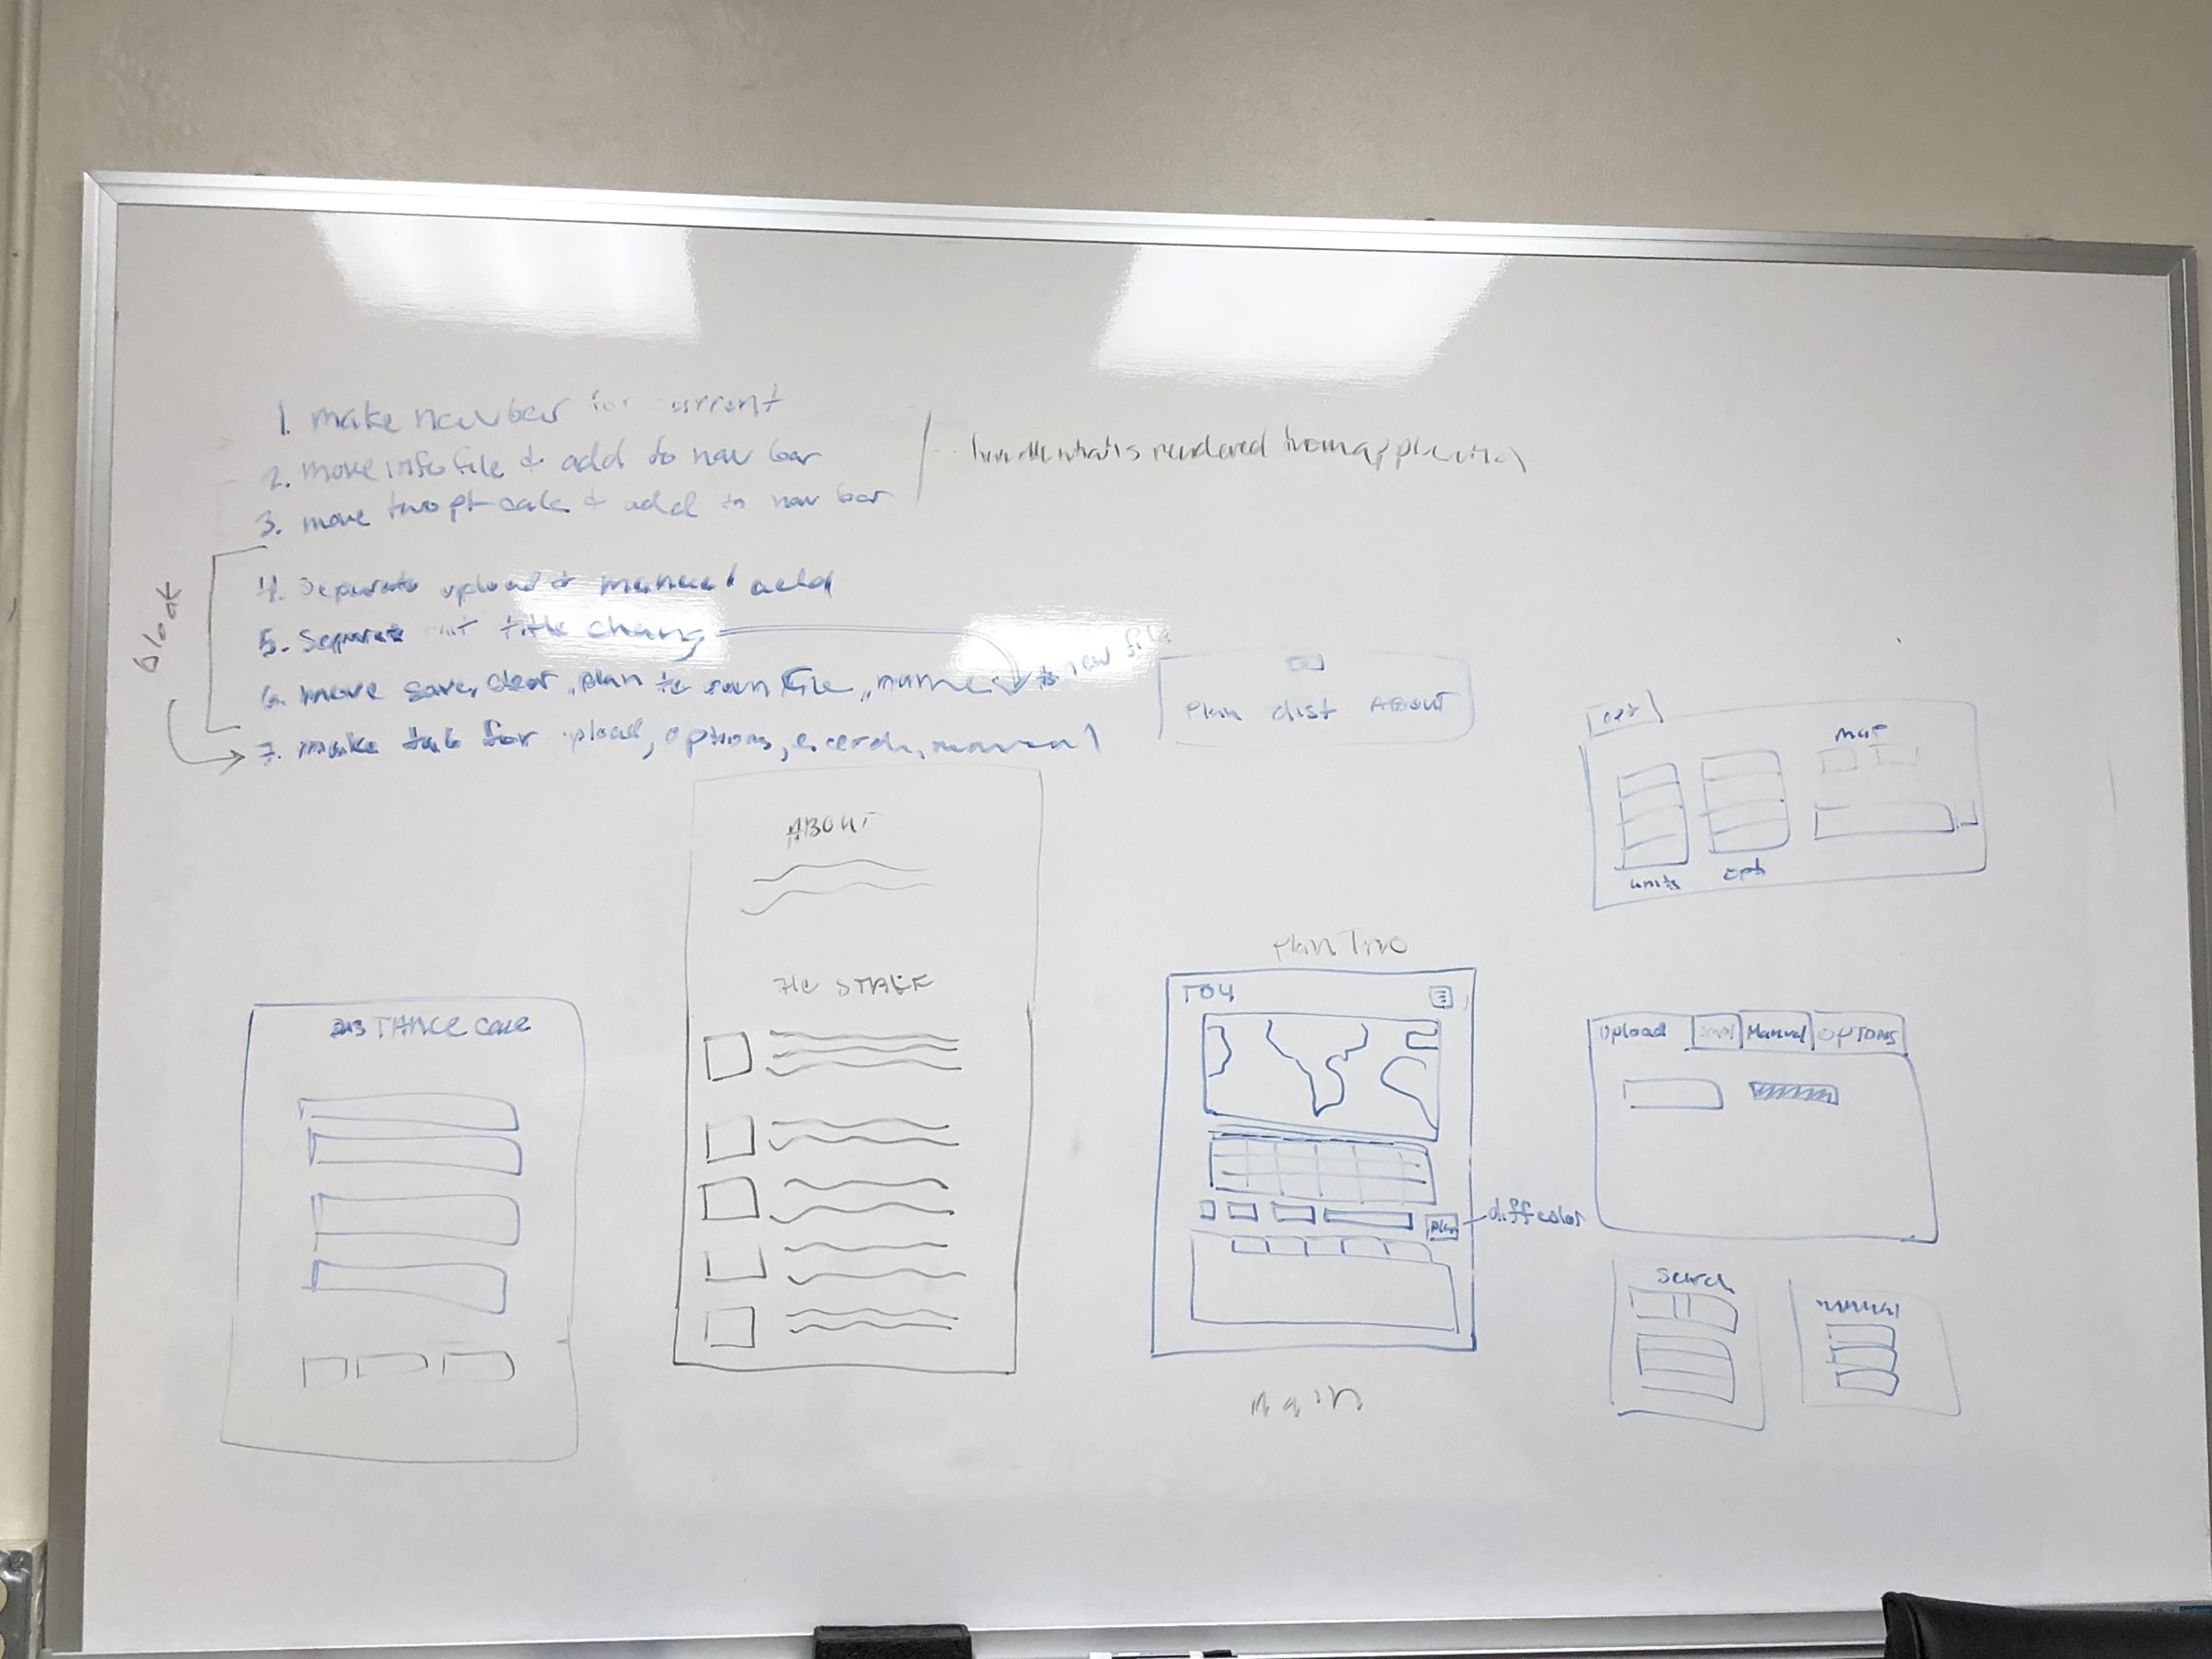 1. make nav bar for current
2. move info file & add to nav bar
3. move two pt calc & add to nav bar
handle what is rendered from application
4. Separate upload & manual add
5. Separate out title chang
6. move save, clear, plan to own file, to new file
7. make tab for upload, options, search, manual
block
Plan dist ABOUT
opt
map
units opt
ABOUT
The STAFF
DISTANCE CALC
Plan Trip
T04
plan
diff color
Main
Upload Manual OPTIONS
Search
manual